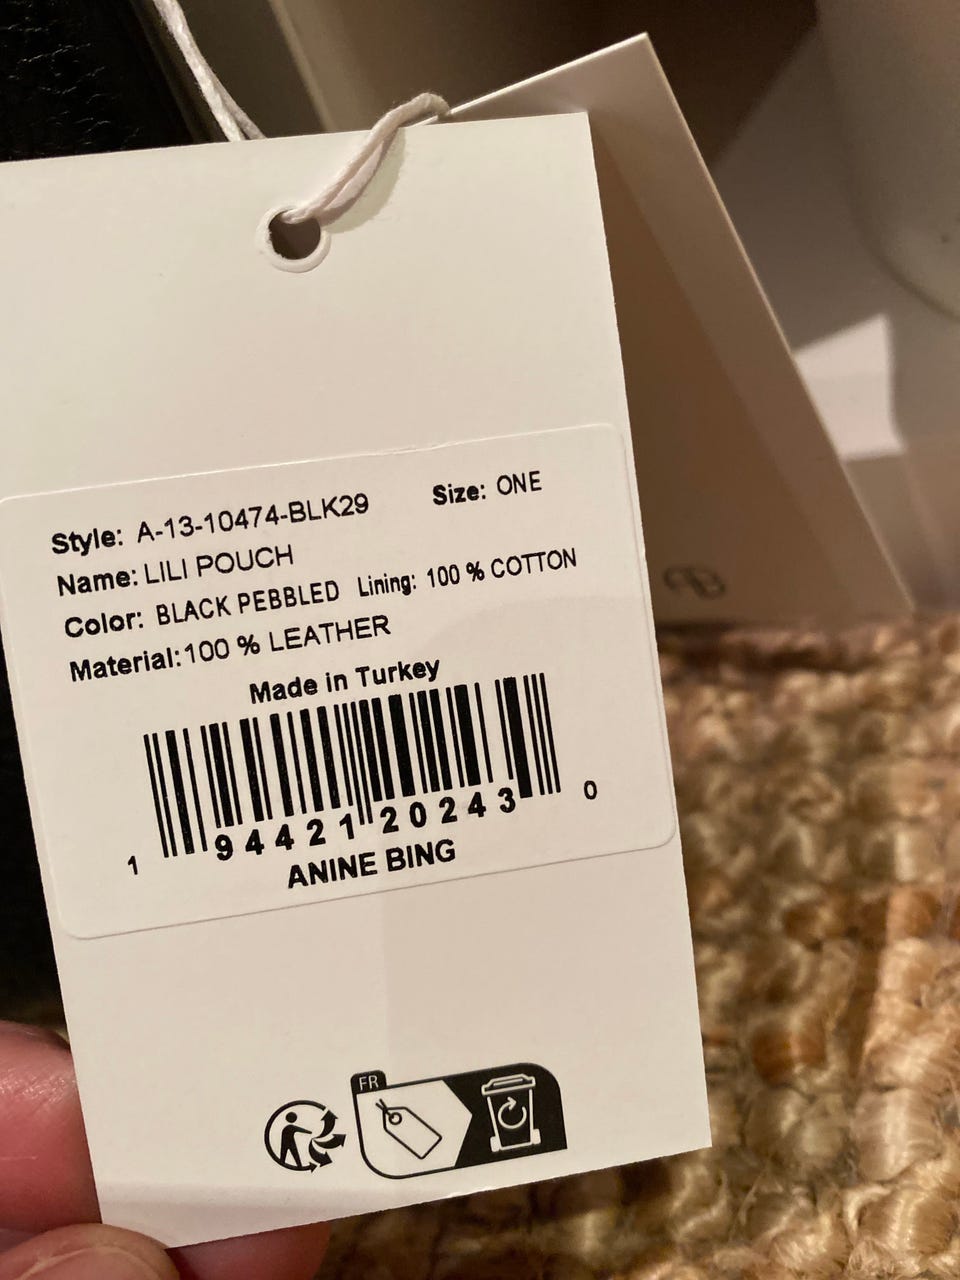 Style: A-13-10474-BLK29 Size: ONE
Name: LILI POUCH
Color: BLACK PEBBLED Lining: 100 % COTTON
Material: 100 % LEATHER
Made in Turkey
1 94421 20243 0
ANINE BING
FR
AB